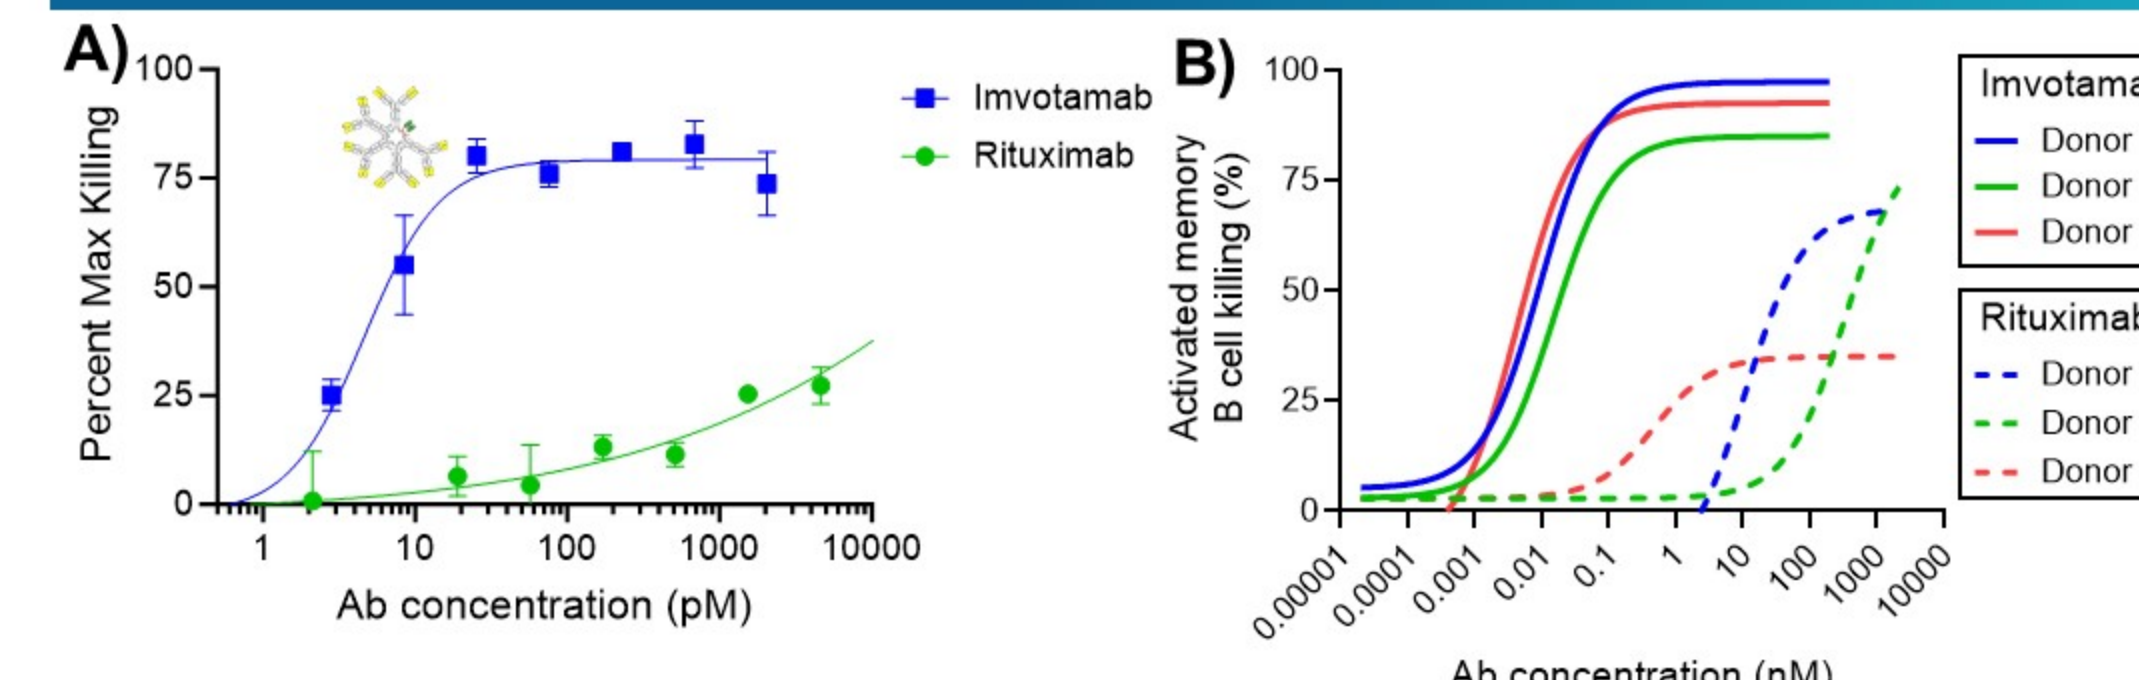 A)
100
75
50
25
0
Percent Max Killing
1 10 100 1000 10000
Ab concentration (pM)
Imvotamab
Rituximab
B)
100
75
50
25
0
Activated memory
B cell killing (%)
0.00001 0.0001 0.001 0.01 0.1 1 10 100 1000 10000
Ab concentration (nM)
Imvotama
Donor
Donor
Donor
Rituximab
Donor
Donor
Donor